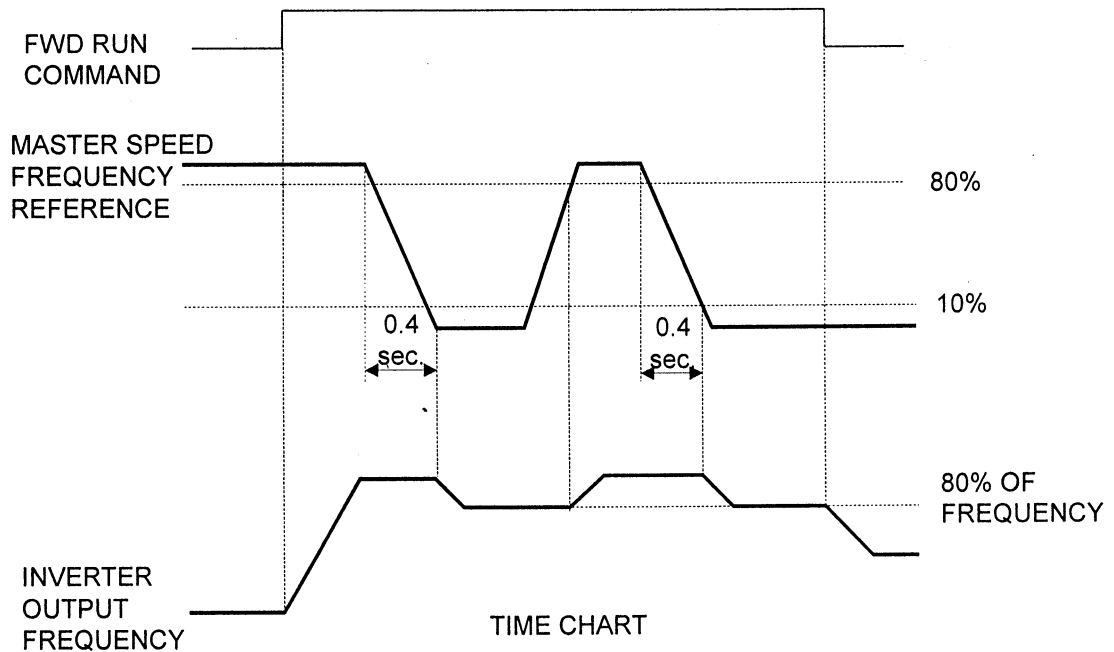 FWD RUN
COMMAND
MASTER SPEED
FREQUENCY
REFERENCE
80%
10%
0.4
sec.
0.4
sec.
80% OF
FREQUENCY
INVERTER
OUTPUT
FREQUENCY
TIME CHART